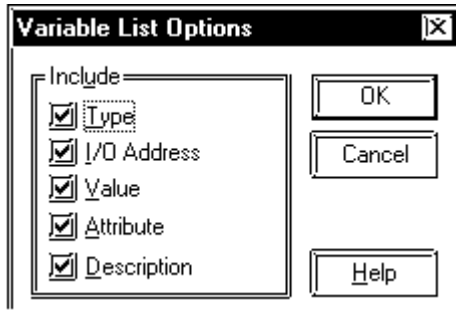 Variable List Options
Include
Type
I/O Address
Value
Attribute
Description
OK
Cancel
Help